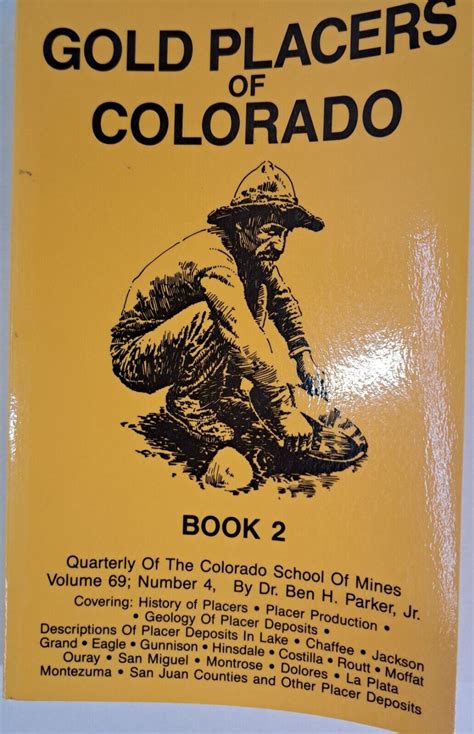 GOLD PLACERS
OF
COLORADO
BOOK 2
Quarterly Of The Colorado School Of Mines
Volume 69; Number 4, By Dr. Ben H. Parker, Jr.
Covering: History of Placers • Placer Production •
• Geology Of Placer Deposits •
Descriptions Of Placer Deposits In Lake • Chaffee • Jackson
Grand • Eagle • Gunnison • Hinsdale • Costilla • Routt • Moffat
Ouray • San Miguel • Montrose • Dolores • La Plata
Montezuma • San Juan Counties and Other Placer Deposits